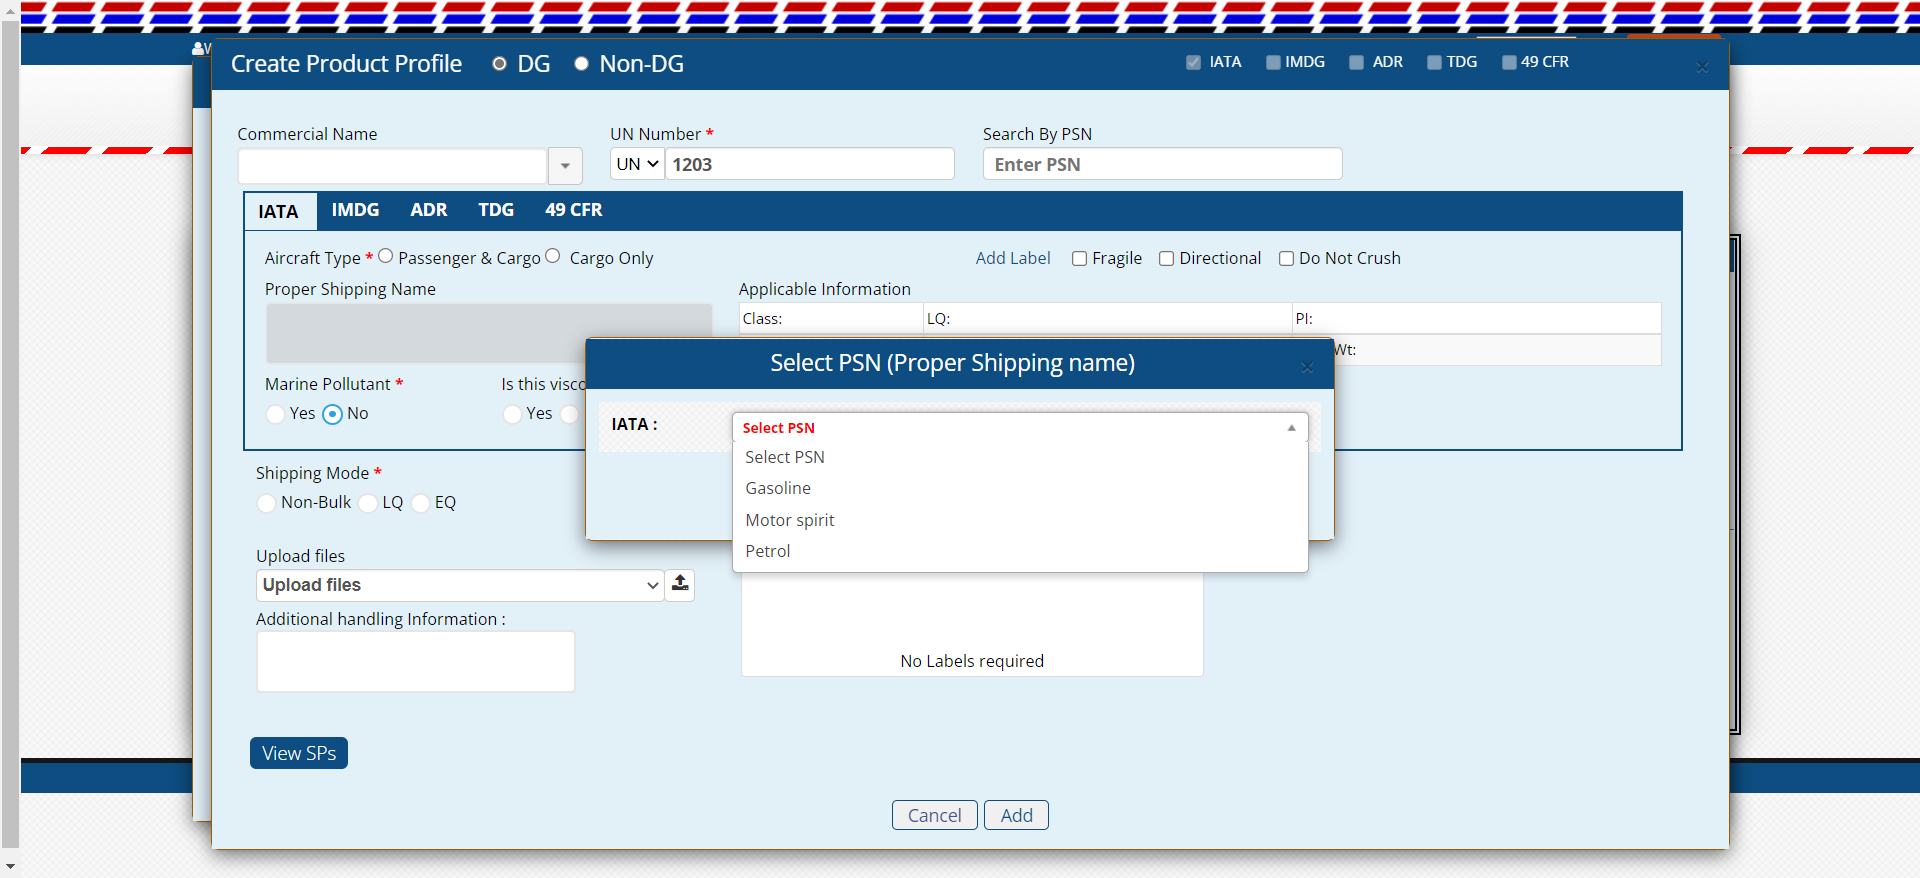 W
Create Product Profile DG Non-DG IATA IMDG ADR TDG 49 CFR
Commercial Name UN Number * Search By PSN
UN 1203 Enter PSN
IATA IMDG ADR TDG 49 CFR
Aircraft Type * Passenger & Cargo Cargo Only Add Label Fragile Directional Do Not Crush
Proper Shipping Name Applicable Information
Class: LQ: PI:
Wt:
Select PSN (Proper Shipping name)
Marine Pollutant * Is this visco
Yes No Yes
IATA : Select PSN
Select PSN
Gasoline
Motor spirit
Petrol
Shipping Mode *
Non-Bulk LQ EQ
Upload files
Upload files
Additional handling Information :
No Labels required
View SPs
Cancel Add